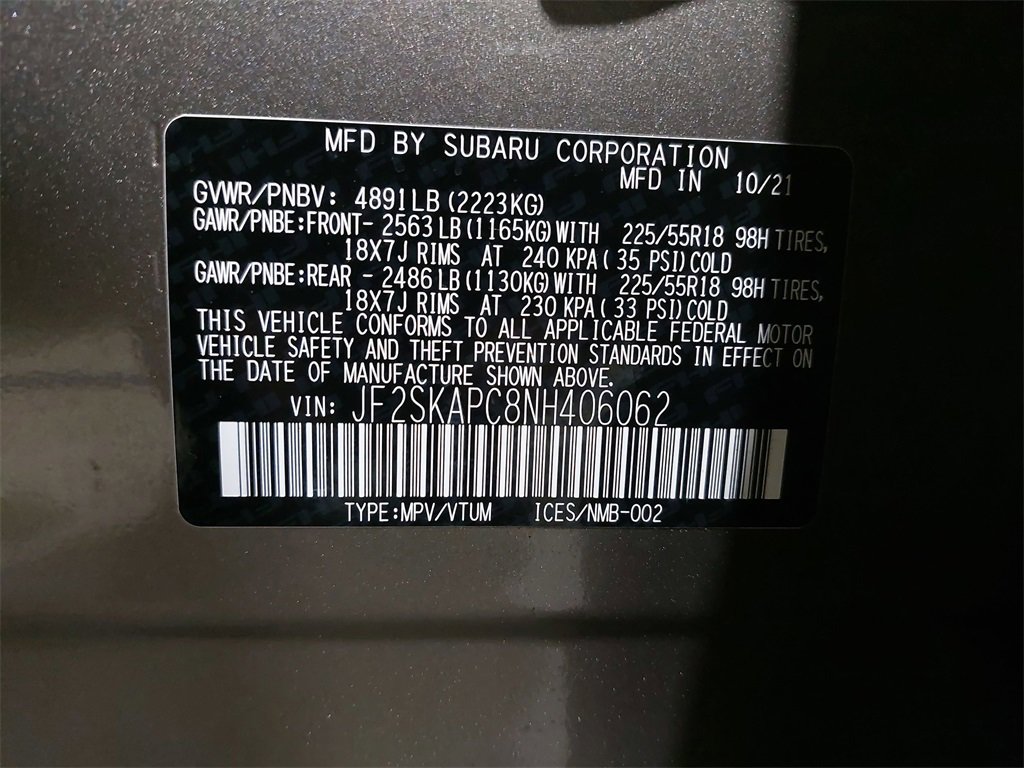 MFD BY SUBARU CORPORATION
MFD IN 10/21
GVWR/PNBV: 4891LB(2223KG)
GAWR/PNBE:FRONT- 2563LB(1165KG)WITH 225/55R18 98H TIRES,
18X7J RIMS AT 240 KPA( 35 PSI)COLD
GAWR/PNBE:REAR - 2486LB(1130KG)WITH 225/55R18 98H TIRES,
18X7J RIMS AT 230 KPA( 33 PSI)COLD
THIS VEHICLE CONFORMS TO ALL APPLICABLE FEDERAL MOTOR
VEHICLE SAFETY AND THEFT PREVENTION STANDARDS IN EFFECT ON
THE DATE OF MANUFACTURE SHOWN ABOVE.
VIN: JF2SKAPC8NH406062
TYPE:MPV/VTUM ICES/NMB-002